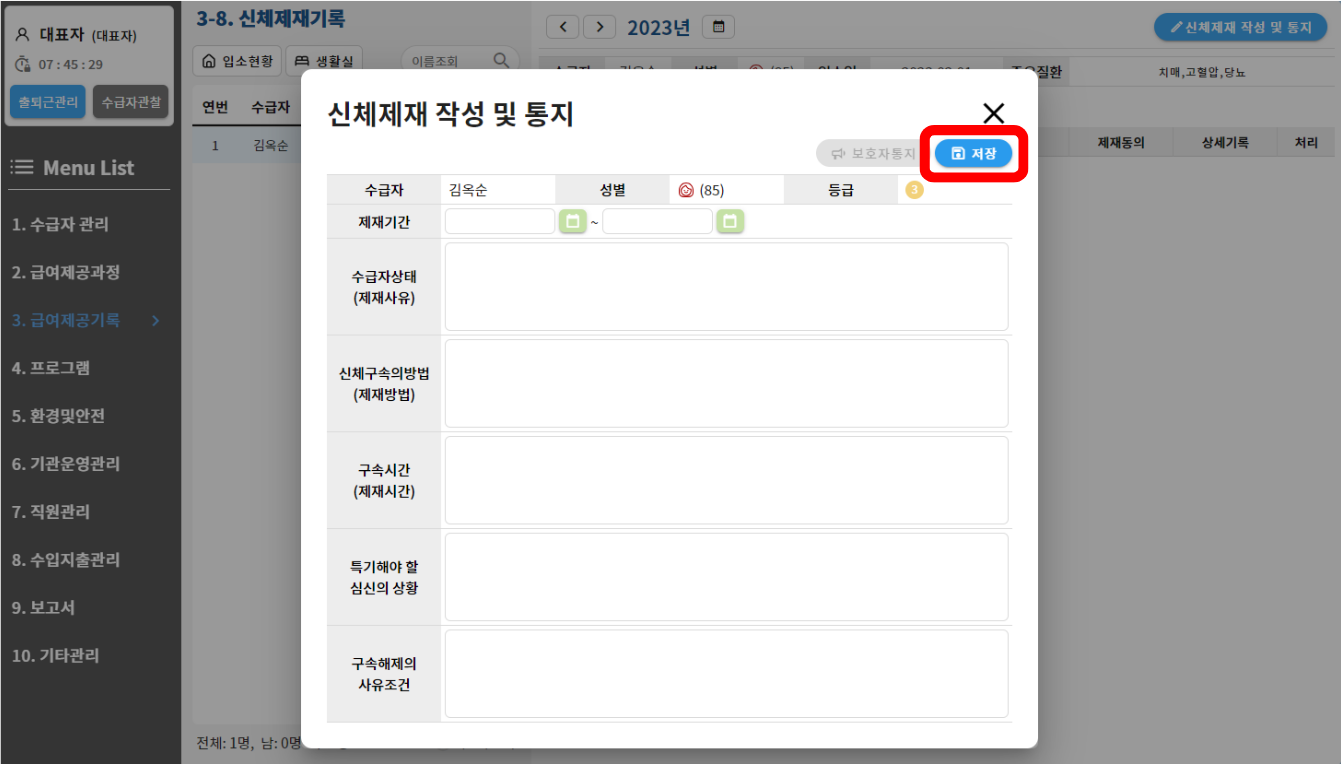 대표자 (대표자)
07 : 45 : 29
출퇴근관리 수급자관찰
Menu List
1. 수급자 관리
2. 급여제공과정
3. 급여제공기록
4. 프로그램
5. 환경및안전
6. 기관운영관리
7. 직원관리
8. 수입지출관리
9. 보고서
10. 기타관리
3-8. 신체제재기록
입소현황 생활실 이름조회
연번 수급자
1 김옥순
전체: 1명, 남: 0명
2023년
신체제재 작성 및 통지
치매,고혈압,당뇨
제재동의 상세기록 처리
신체제재 작성 및 통지
보호자통지 저장
수급자 김옥순 성별 (85) 등급 3
제재기간 ~
수급자상태
(제재사유)
신체구속의방법
(제재방법)
구속시간
(제재시간)
특기해야 할
심신의 상황
구속해제의
사유조건